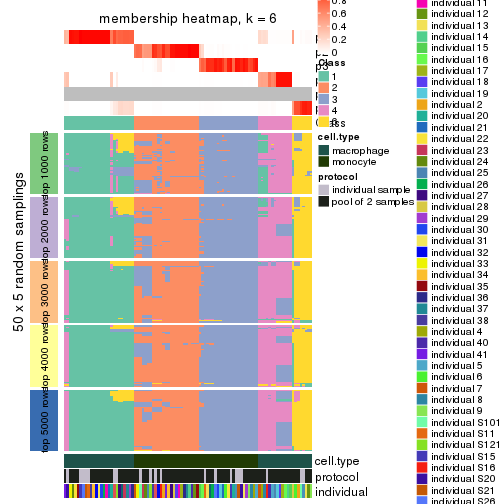 membership heatmap, k = 6
0.8
0.6
0.4
0.2
0
Class
1
2
3
4
cell.type
macrophage
monocyte
protocol
individual sample
pool of 2 samples
50 x 5 random samplings
top 1000 rows
top 2000 rows
top 3000 rows
top 4000 rows
top 5000 rows
cell.type
protocol
individual
individual 11
individual 12
individual 13
individual 14
individual 15
individual 16
individual 17
individual 18
individual 19
individual 2
individual 20
individual 21
individual 22
individual 23
individual 24
individual 25
individual 26
individual 27
individual 28
individual 29
individual 30
individual 31
individual 32
individual 33
individual 34
individual 35
individual 36
individual 37
individual 38
individual 4
individual 40
individual 41
individual 5
individual 6
individual 7
individual 8
individual 9
individual S101
individual S11
individual S121
individual S15
individual S16
individual S20
individual S21
individual S26